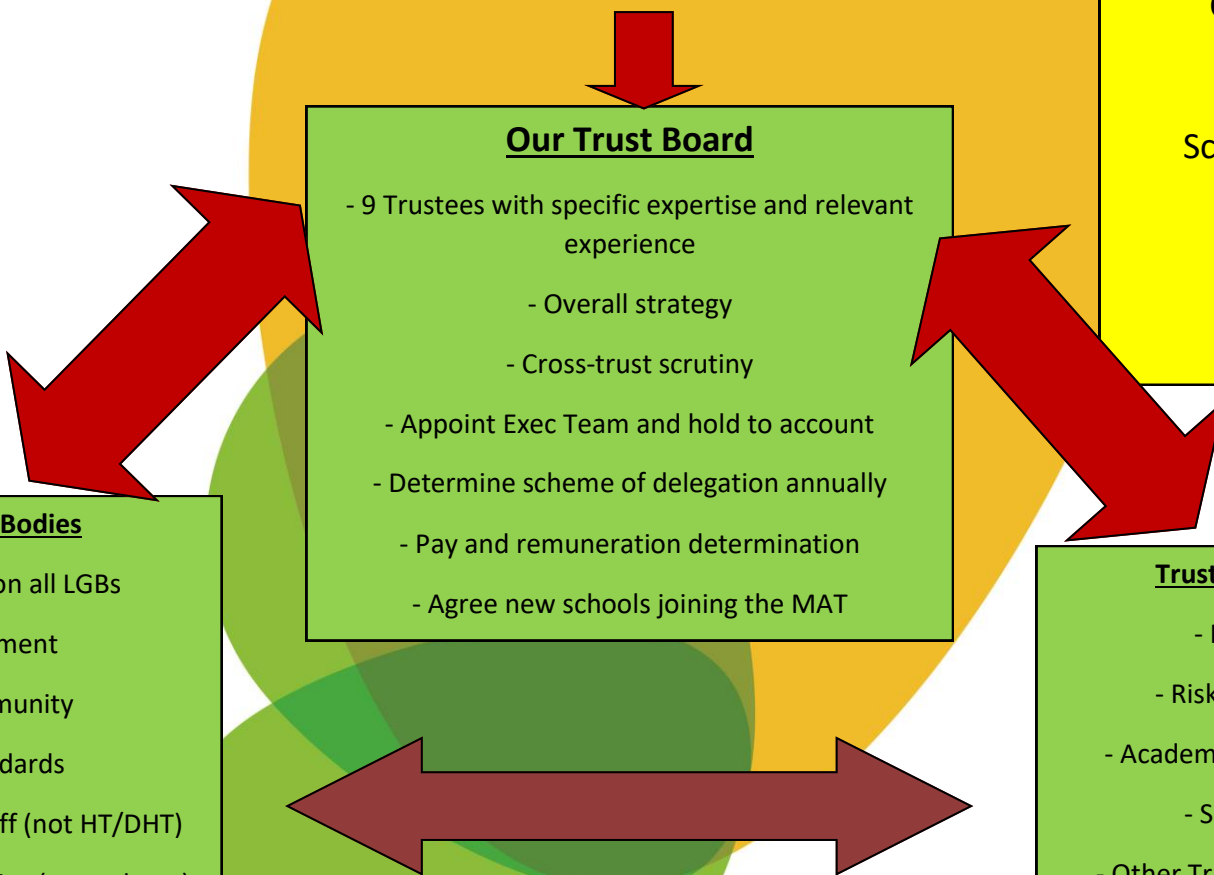 Our Trust Board
- 9 Trustees with specific expertise and relevant
experience
- Overall strategy
- Cross-trust scrutiny
- Appoint Exec Team and hold to account
- Determine scheme of delegation annually
- Pay and remuneration determination
- Agree new schools joining the MAT
Bodies
on all LGBs
ment
munity
dards
ff (not HT/DHT)
Sc
Trust
- Risk
- Academ
- S
- Other Tr